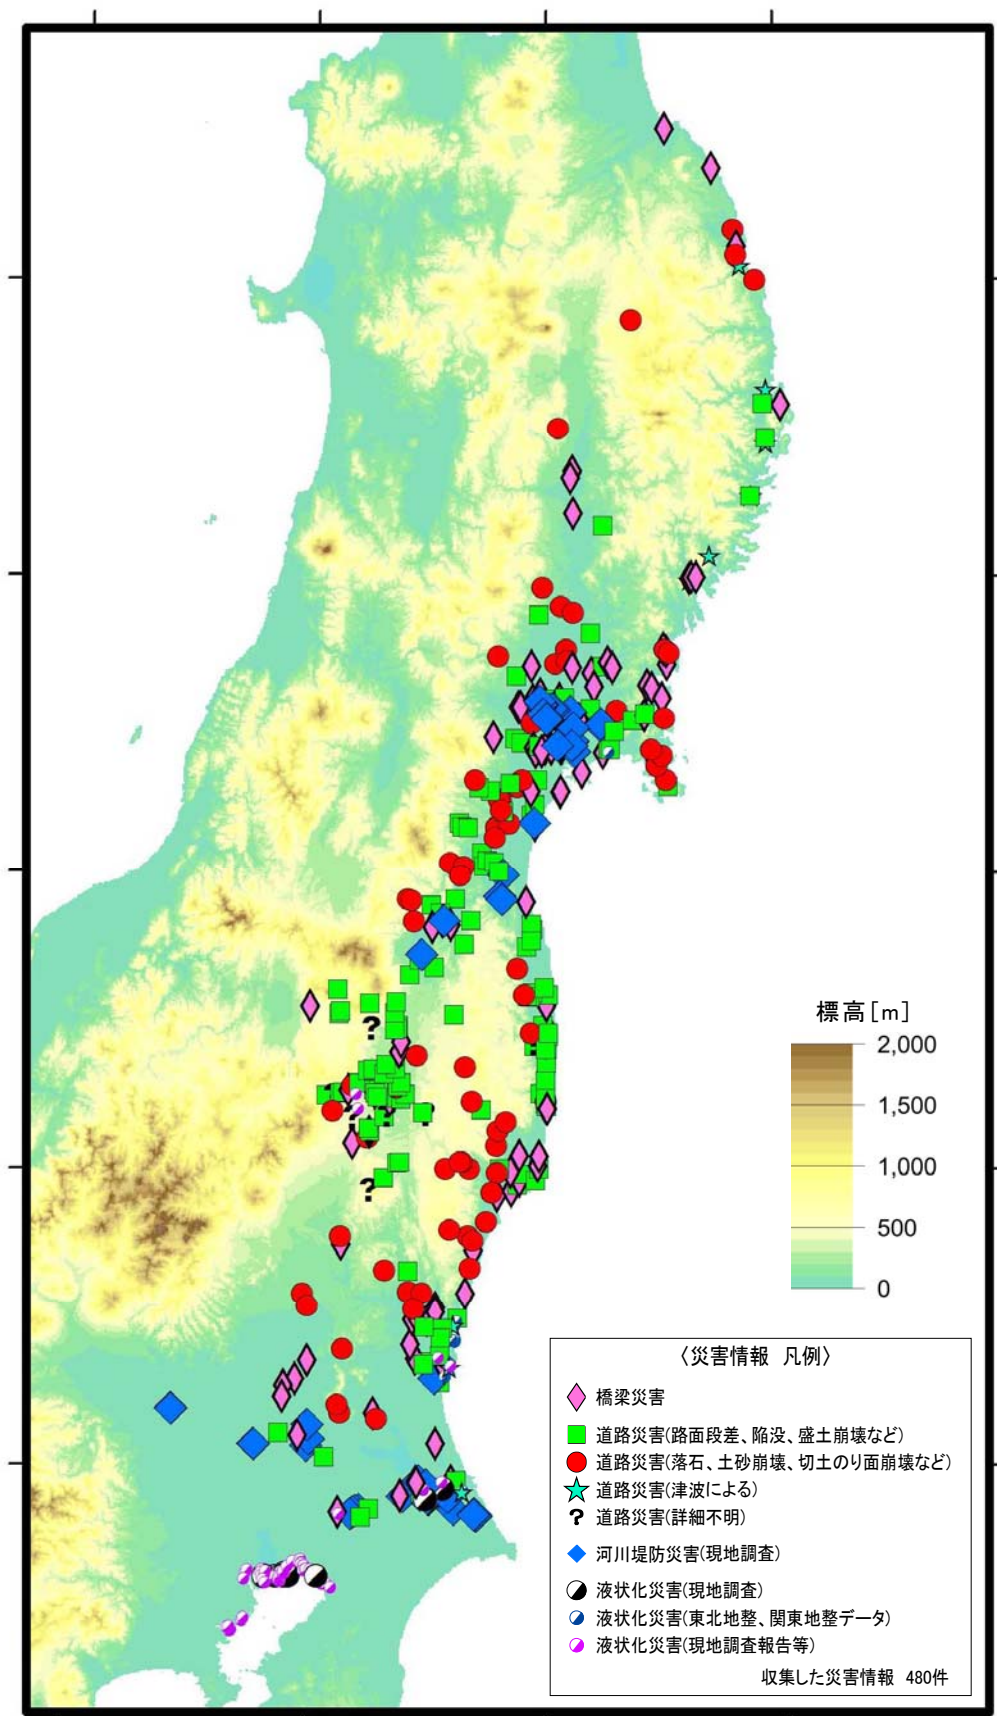 標高[m]
2,000
1,500
1,000
500
0
〈災害情報 凡例〉
橋梁災害
道路災害(路面段差、陥没、盛土崩壊など)
道路災害(落石、土砂崩壊、切土のり面崩壊など)
道路災害(津波による)
? 道路災害(詳細不明)
河川堤防災害(現地調査)
液状化災害(現地調査)
液状化災害(東北地整、関東地整データ)
液状化災害(現地調査報告等)
収集した災害情報 480件